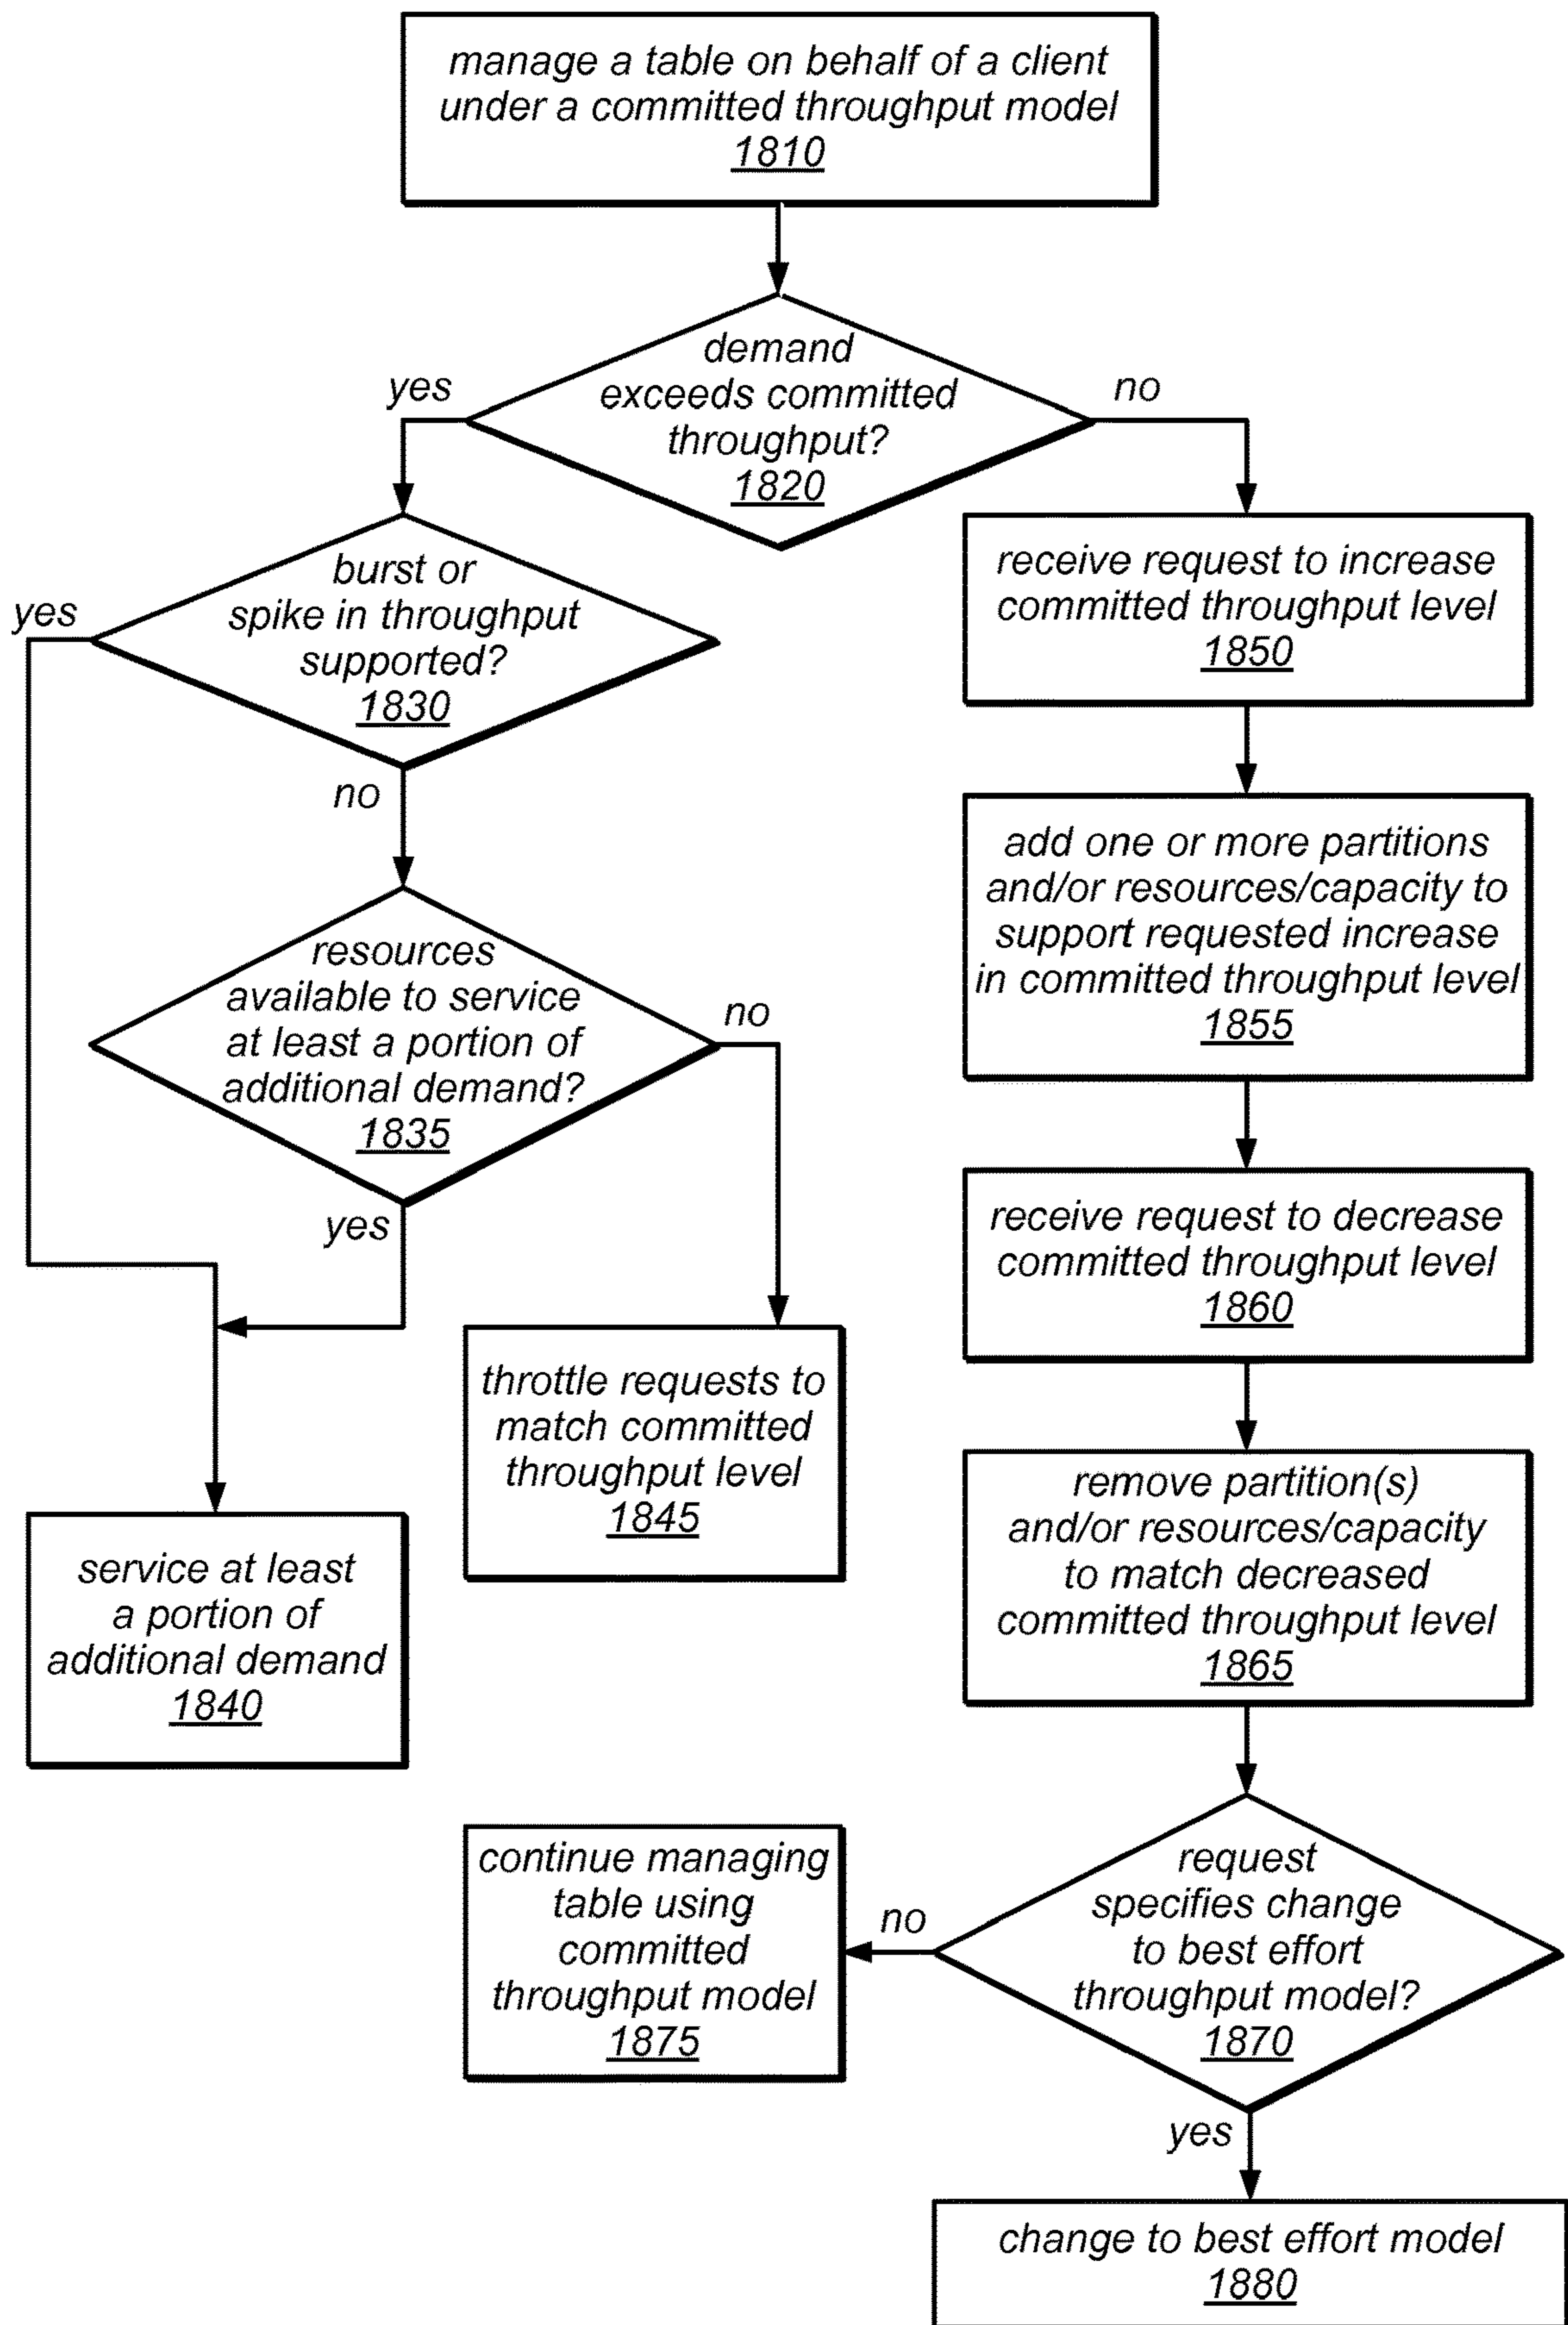 manage a table on behalf of a client
under a committed throughput model
1810
demand
exceeds committed
throughput?
1820
yes
no
burst or
spike in throughput
supported?
1830
yes
no
receive request to increase
committed throughput level
1850
add one or more partitions
and/or resources/capacity to
support requested increase
in committed throughput level
1855
resources
available to service
at least a portion of
additional demand?
1835
no
yes
receive request to decrease
committed throughput level
1860
throttle requests to
match committed
throughput level
1845
service at least
a portion of
additional demand
1840
remove partition(s)
and/or resources/capacity
to match decreased
committed throughput level
1865
request
specifies change
to best effort
throughput model?
1870
no
continue managing
table using
committed
throughput model
1875
yes
change to best effort model
1880